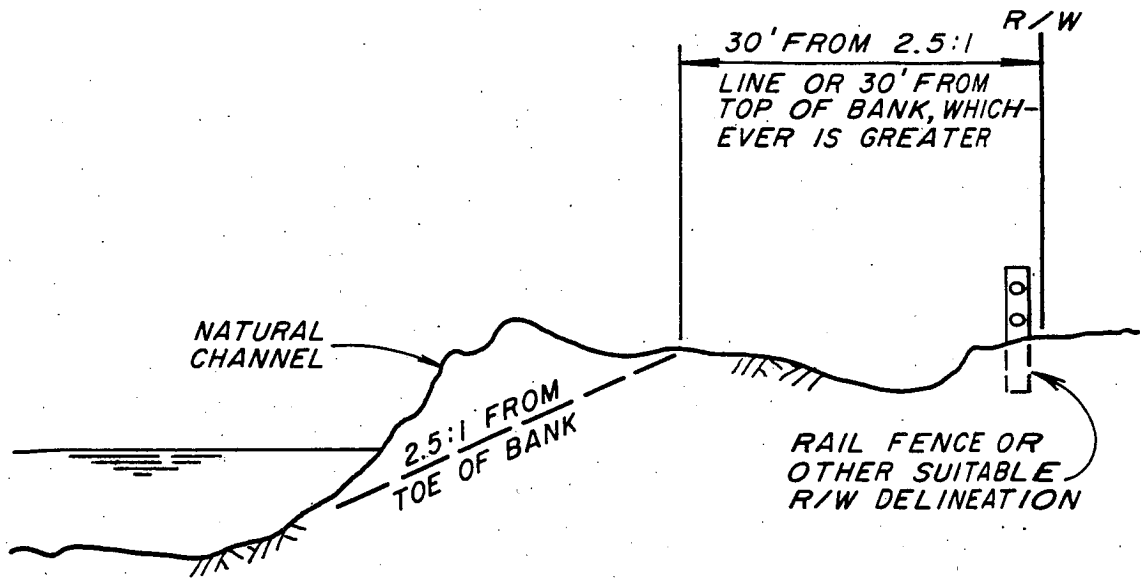 R/W
30' FROM 2.5:1
LINE OR 30' FROM
TOP OF BANK, WHICH-
EVER IS GREATER
NATURAL
CHANNEL
2.5:1 FROM
TOE OF BANK
RAIL FENCE OR
OTHER SUITABLE
R/W DELINEATION